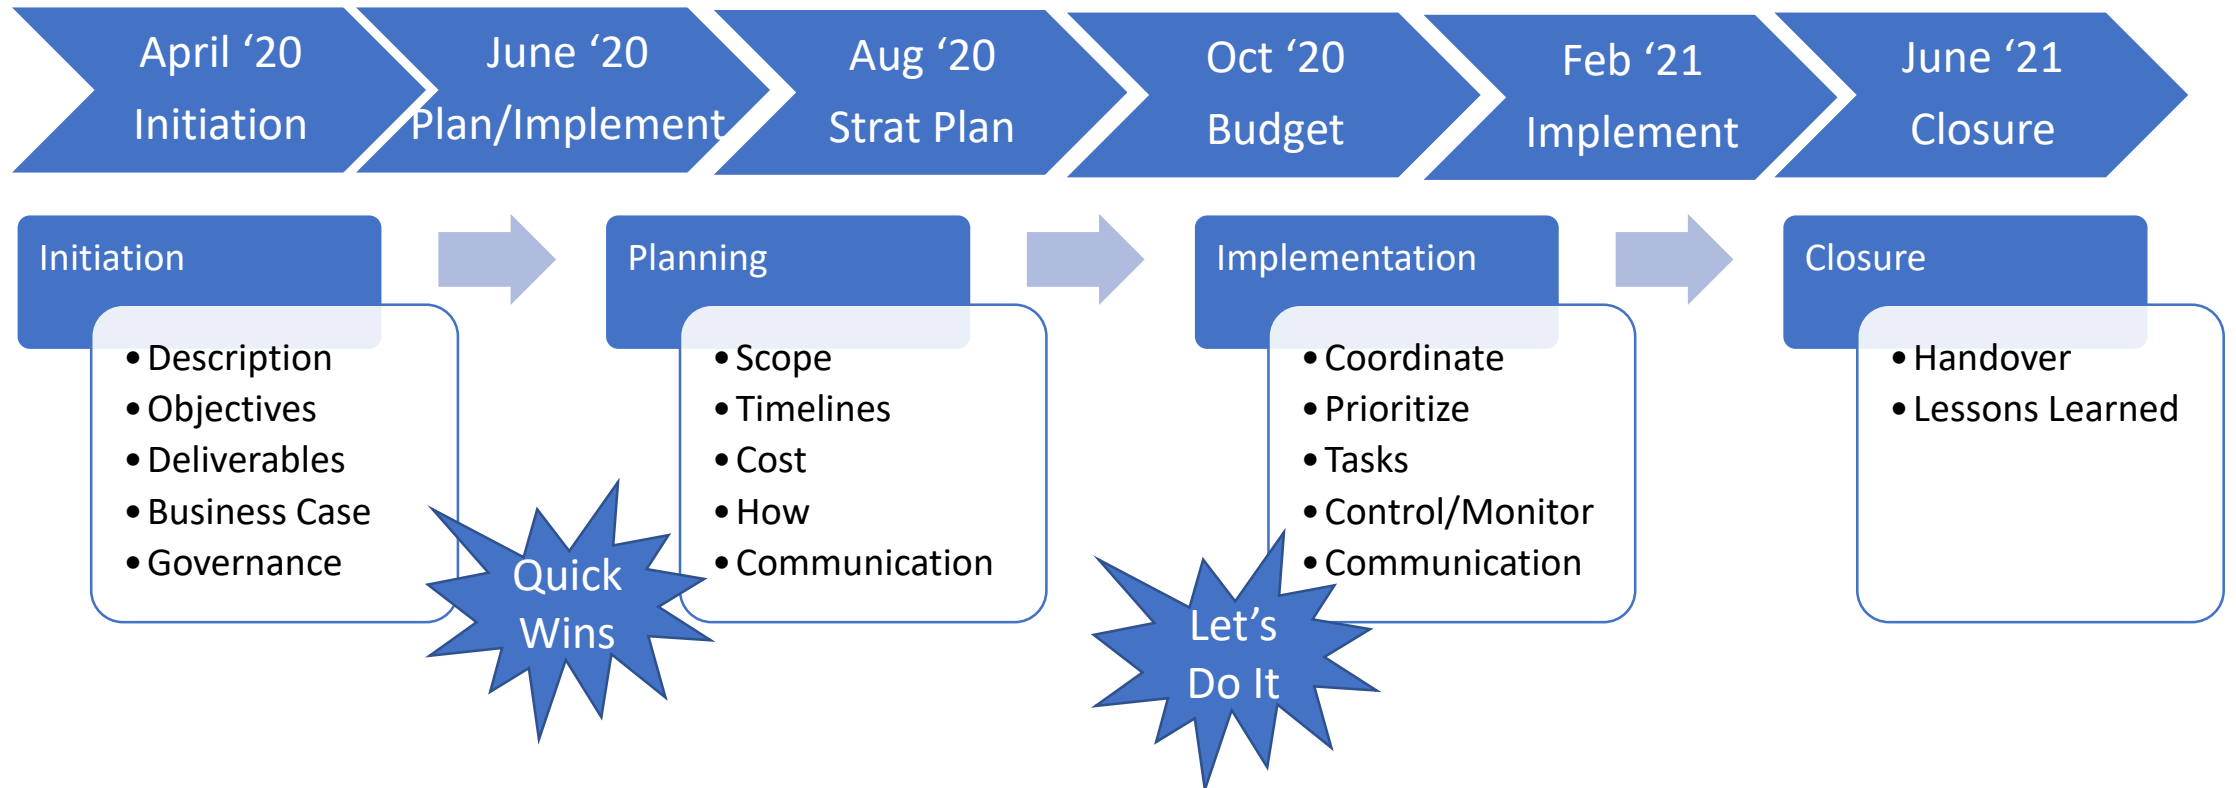 April ‘20
Initiation
June ‘20
Plan/Implement
Aug ‘20
Strat Plan
Oct ‘20
Budget
Feb ‘21
Implement
June ‘21
Closure
Initiation
•Description
•Objectives
•Deliverables
•Business Case
•Governance
Quick
Wins
Planning
•Scope
•Timelines
•Cost
•How
•Communication
Let’s
Do It
Implementation
•Coordinate
•Prioritize
•Tasks
•Control/Monitor
•Communication
Closure
•Handover
•Lessons Learned